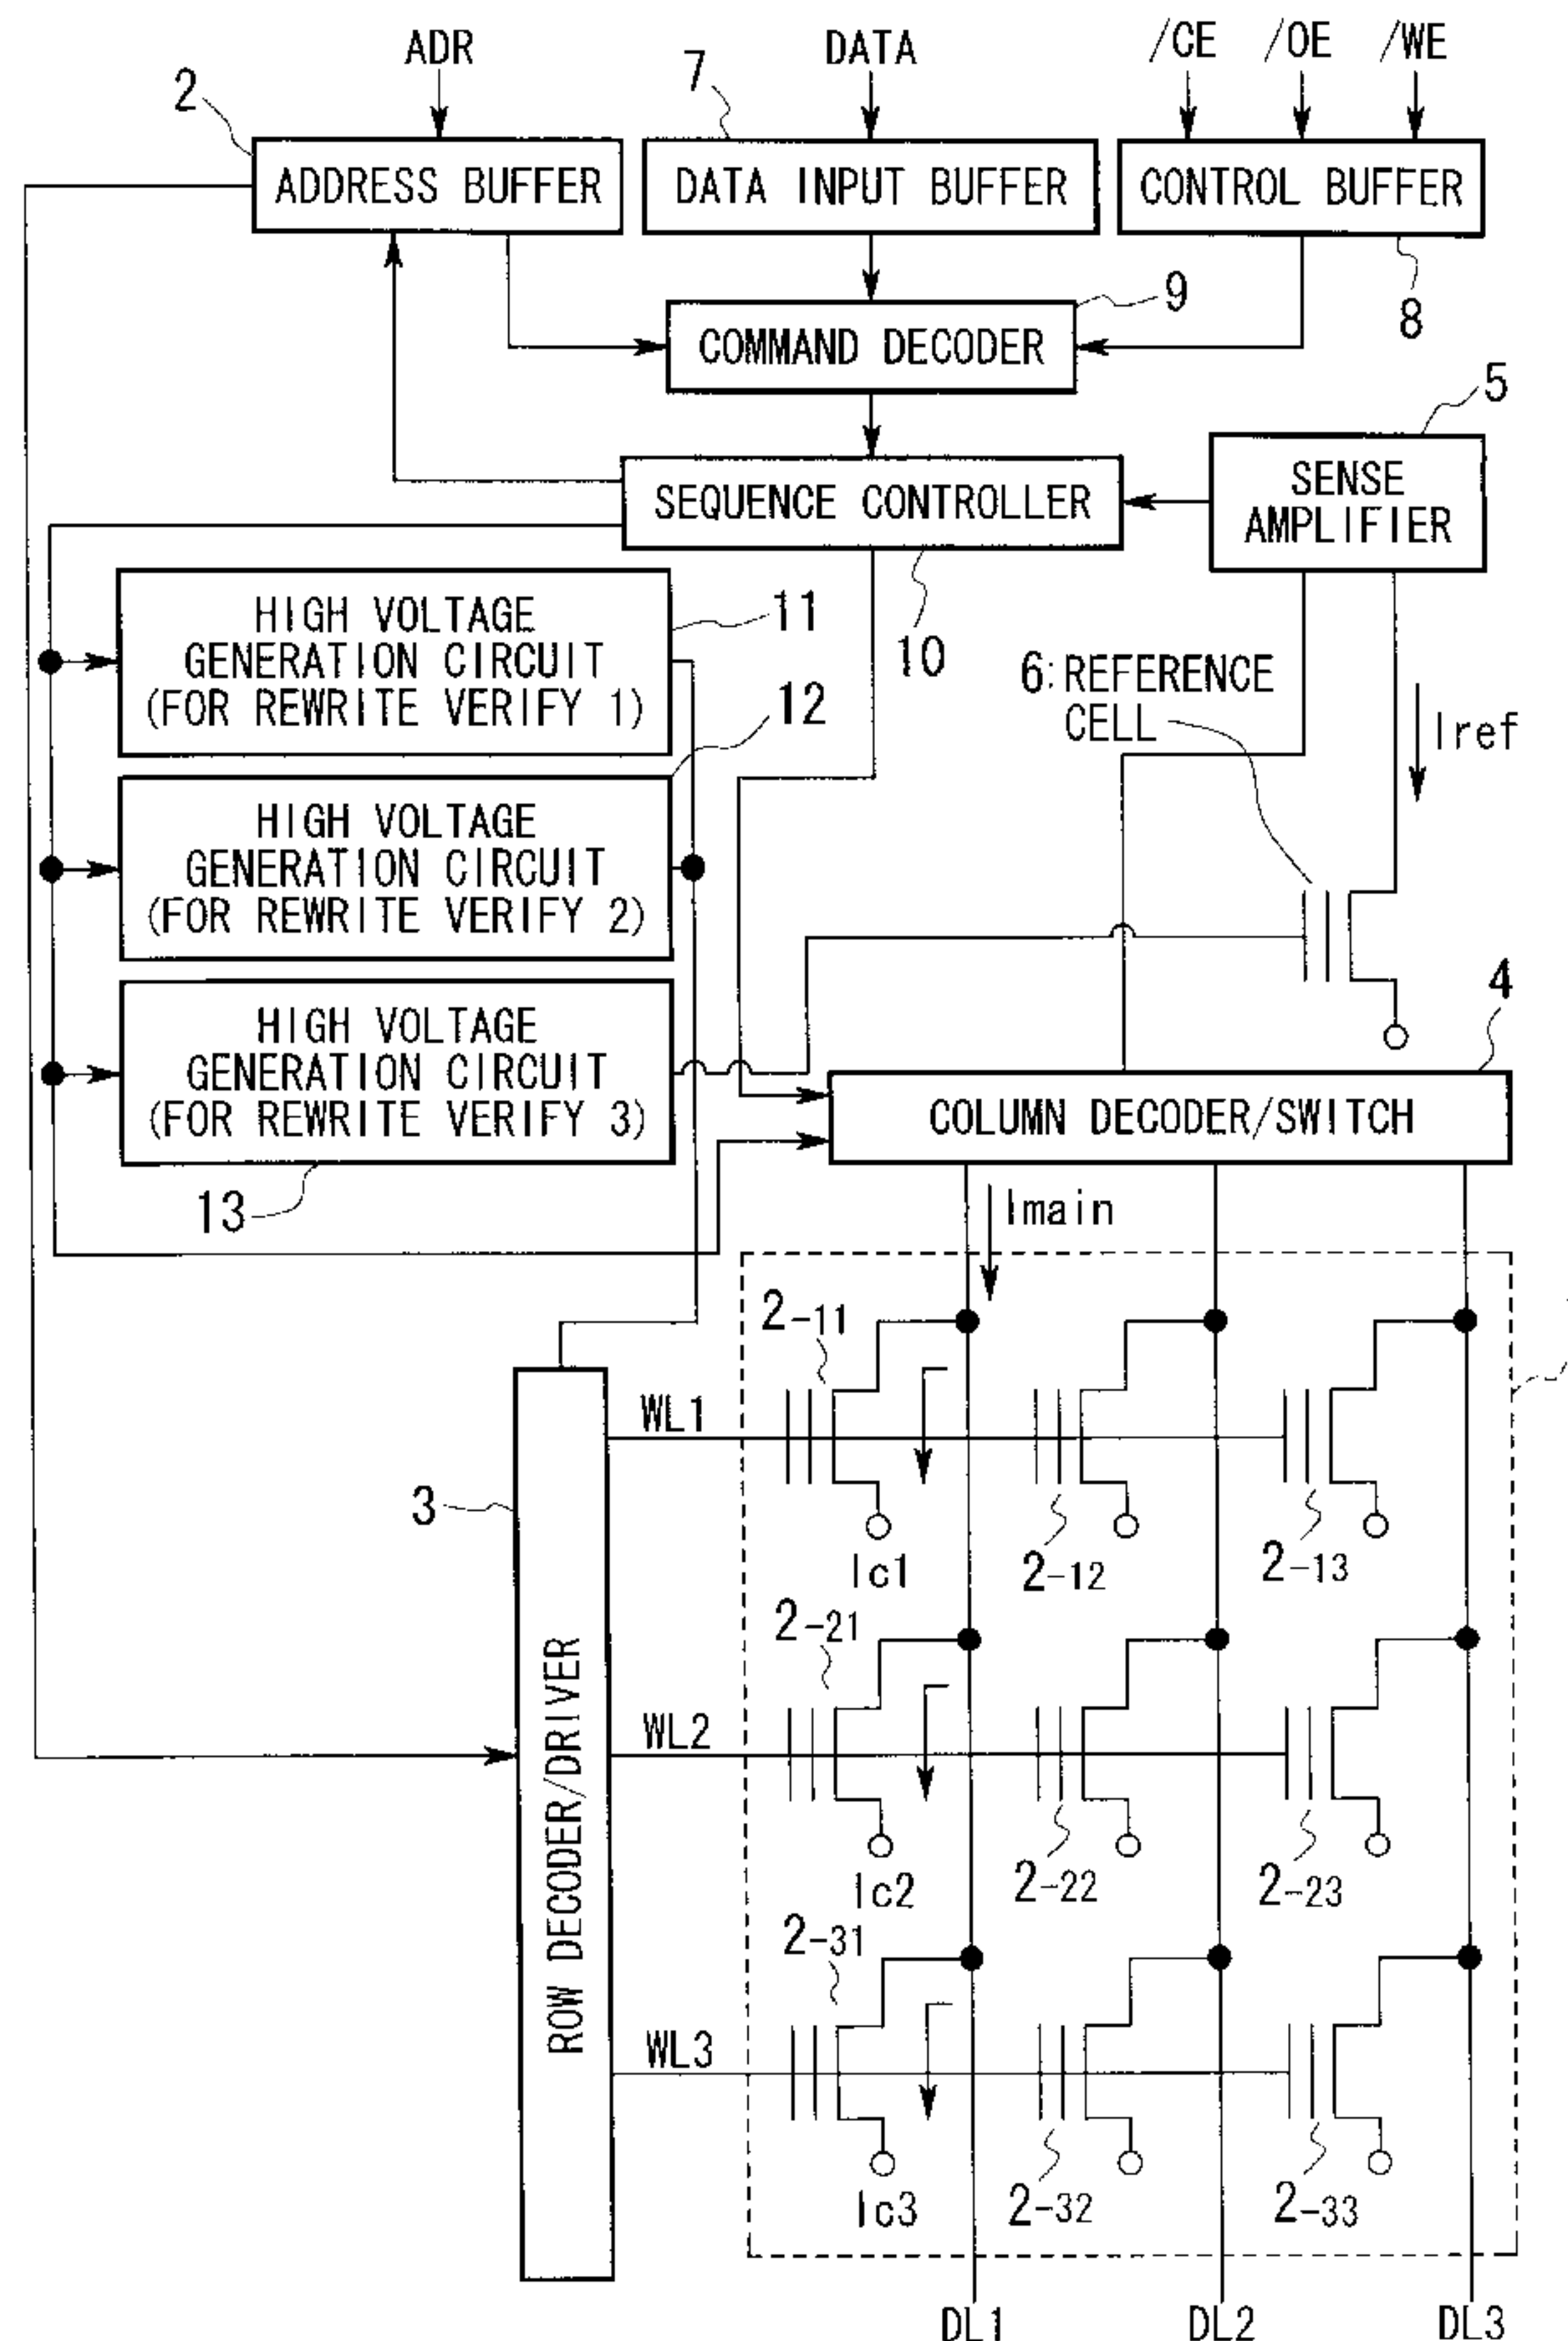 ADR
DATA
/CE
/OE
/WE
2
7
ADDRESS BUFFER
DATA INPUT BUFFER
CONTROL BUFFER
8
9
COMMAND DECODER
5
SEQUENCE CONTROLLER
SENSE
AMPLIFIER
10
HIGH VOLTAGE
GENERATION CIRCUIT
(FOR REWRITE VERIFY 1)
11
6:REFERENCE
CELL
Iref
12
HIGH VOLTAGE
GENERATION CIRCUIT
(FOR REWRITE VERIFY 2)
HIGH VOLTAGE
GENERATION CIRCUIT
(FOR REWRITE VERIFY 3)
13
4
COLUMN DECODER/SWITCH
Imain
2-11
WL1
3
Ic1
2-12
2-13
2-21
WL2
ROW DECODER/DRIVER
Ic2
2-22
2-23
2-31
WL3
Ic3
2-32
2-33
DL1
DL2
DL3